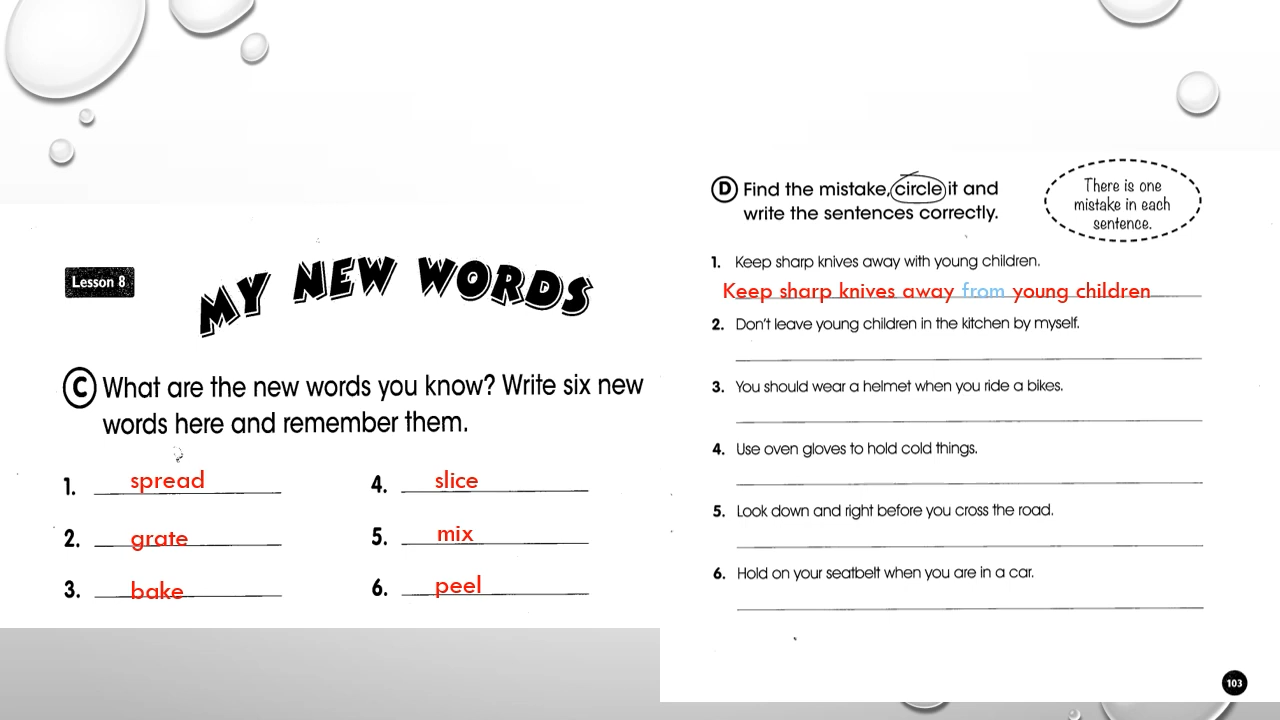 Lesson 8
MY NEW WORDS
C What are the new words you know? Write six new
words here and remember them.
1. spread
2. grate
3. bake
4. slice
5. mix
6. peel
D Find the mistake, circle it and
write the sentences correctly.
There is one
mistake in each
sentence.
1. Keep sharp knives away with young children.
Keep sharp knives away from young children
2. Don't leave young children in the kitchen by myself.
3. You should wear a helmet when you ride a bikes.
4. Use oven gloves to hold cold things.
5. Look down and right before you cross the road.
6. Hold on your seatbelt when you are in a car.
103